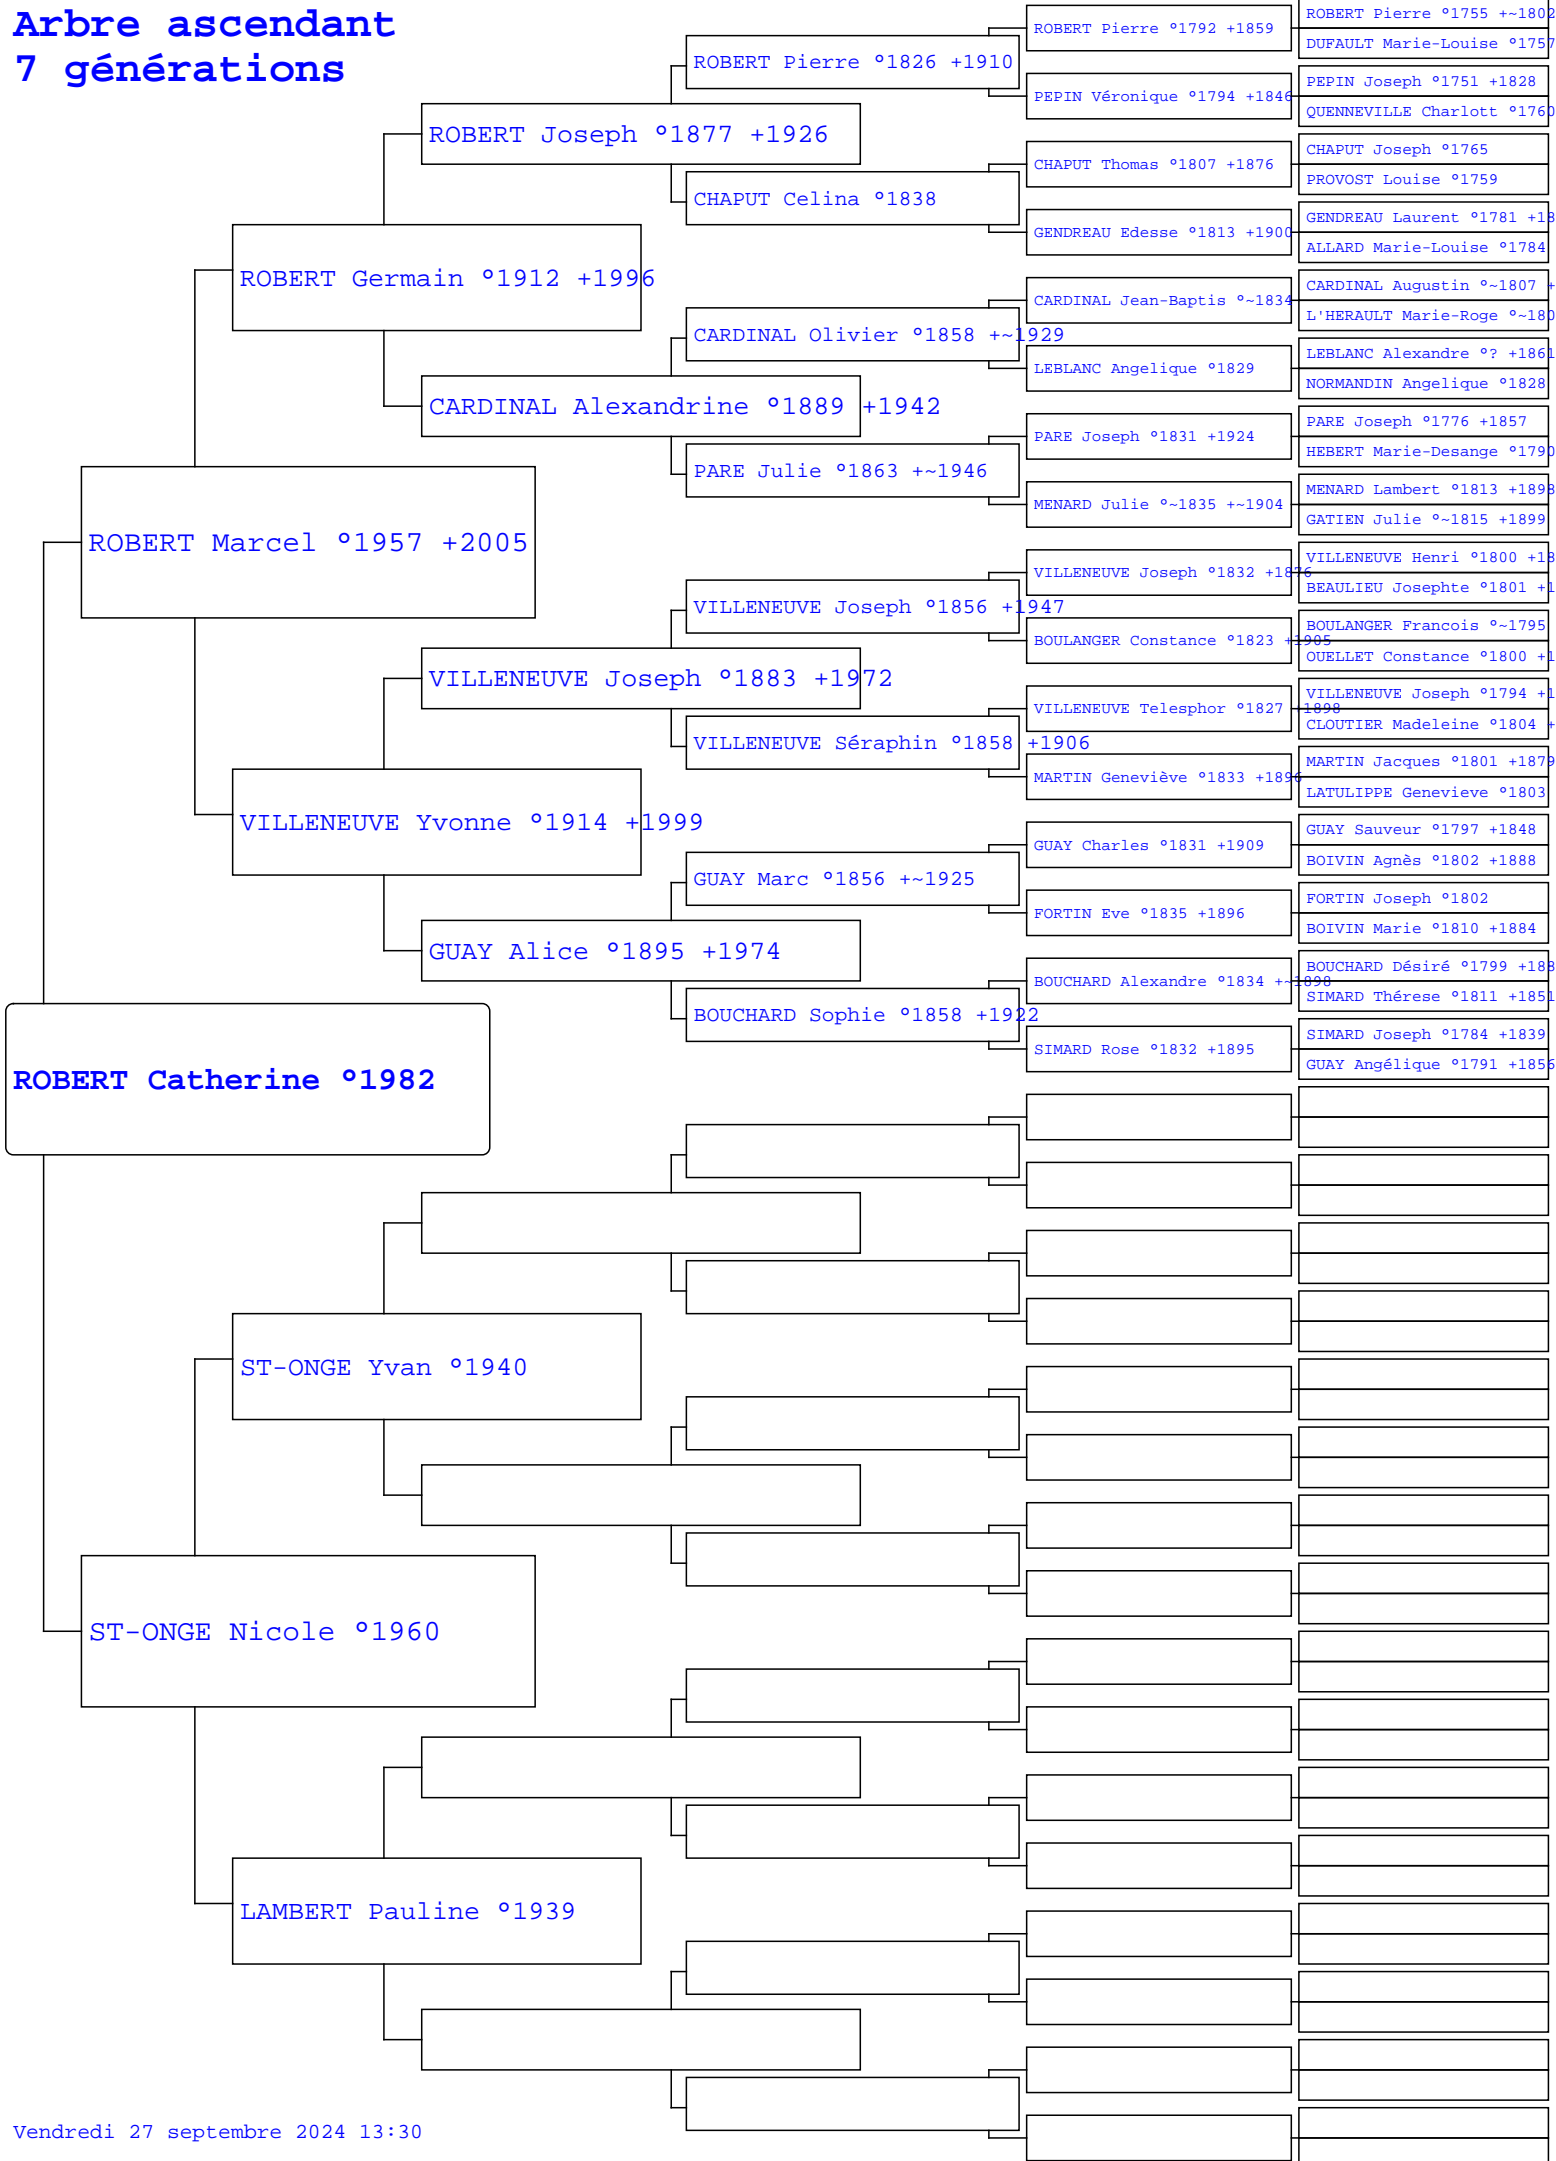 Arbre ascendant
7 générations
ROBERT Catherine °1982
ROBERT Marcel °1957 +2005
ST-ONGE Nicole °1960
ROBERT Germain °1912 +1996
VILLENEUVE Yvonne °1914 +1999
ST-ONGE Yvan °1940
LAMBERT Pauline °1939
ROBERT Joseph °1877 +1926
CARDINAL Alexandrine °1889 +1942
VILLENEUVE Joseph °1883 +1972
GUAY Alice °1895 +1974
ROBERT Pierre °1826 +1910
CHAPUT Celina °1838
CARDINAL Olivier °1858 +~1929
PARE Julie °1863 +~1946
VILLENEUVE Joseph °1856 +1947
VILLENEUVE Séraphin °1858 +1906
GUAY Marc °1856 +~1925
BOUCHARD Sophie °1858 +1922
ROBERT Pierre °1792 +1859
PEPIN Véronique °1794 +1846
CHAPUT Thomas °1807 +1876
GENDREAU Edesse °1813 +1900
CARDINAL Jean-Baptis °~1834
LEBLANC Angelique °1829
PARE Joseph °1831 +1924
MENARD Julie °~1835 +~1904
VILLENEUVE Joseph °1832 +1876
BOULANGER Constance °1823 +1905
VILLENEUVE Telesphor °1827 +1898
MARTIN Geneviève °1833 +1896
GUAY Charles °1831 +1909
FORTIN Eve °1835 +1896
BOUCHARD Alexandre °1834 +~1898
SIMARD Rose °1832 +1895
ROBERT Pierre °1755 +~1802
DUFAULT Marie-Louise °1757
PEPIN Joseph °1751 +1828
QUENNEVILLE Charlott °1760
CHAPUT Joseph °1765
PROVOST Louise °1759
GENDREAU Laurent °1781 +18
ALLARD Marie-Louise °1784
CARDINAL Augustin °~1807 +
L'HERAULT Marie-Roge °~180
LEBLANC Alexandre °? +1861
NORMANDIN Angelique °1828
PARE Joseph °1776 +1857
HEBERT Marie-Desange °1790
MENARD Lambert °1813 +1898
GATIEN Julie °~1815 +1899
VILLENEUVE Henri °1800 +18
BEAULIEU Josephte °1801 +1
BOULANGER Francois °~1795
OUELLET Constance °1800 +1
VILLENEUVE Joseph °1794 +1
CLOUTIER Madeleine °1804 +
MARTIN Jacques °1801 +1879
LATULIPPE Genevieve °1803
GUAY Sauveur °1797 +1848
BOIVIN Agnès °1802 +1888
FORTIN Joseph °1802
BOIVIN Marie °1810 +1884
BOUCHARD Désiré °1799 +188
SIMARD Thérese °1811 +1851
SIMARD Joseph °1784 +1839
GUAY Angélique °1791 +1856
Vendredi 27 septembre 2024 13:30